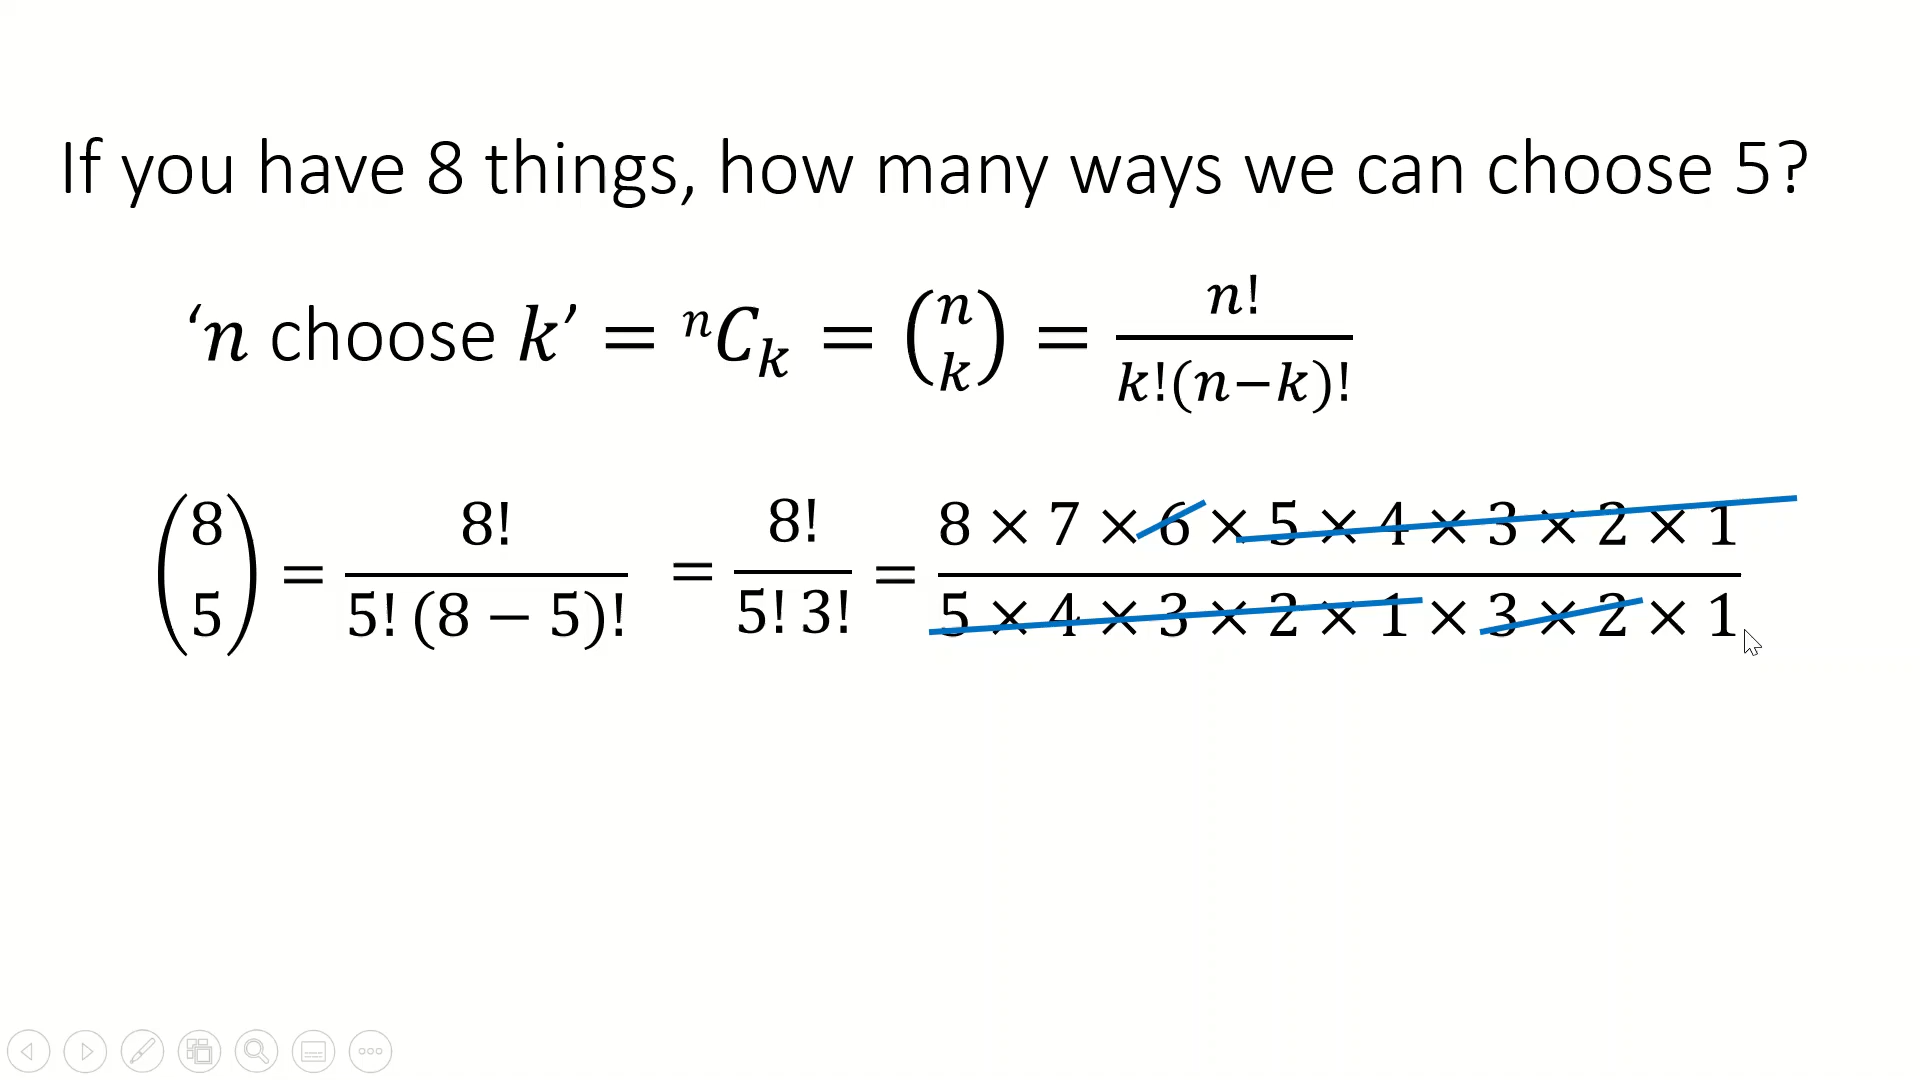 If you have 8 things, how many ways we can choose 5?
‘n choose k’ = ⁿCₖ = (n k) = n! / k!(n−k)!
(8 5) = 8! / 5! (8 − 5)! = 8! / 5! 3! = 8 × 7 × 6 × 5 × 4 × 3 × 2 × 1 / 5 × 4 × 3 × 2 × 1 × 3 × 2 × 1